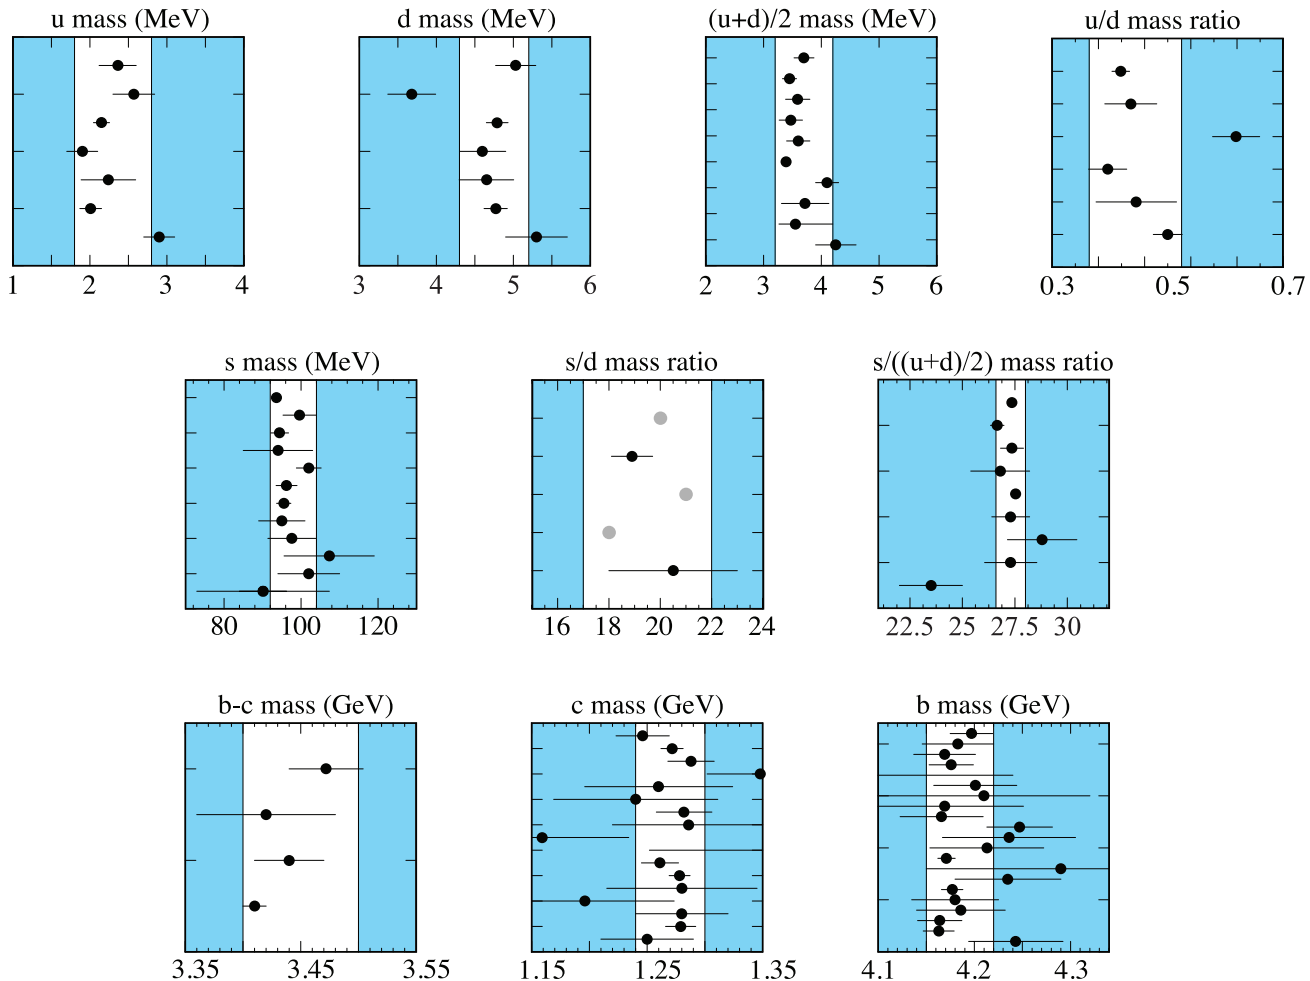 u mass (MeV) d mass (MeV) (u+d)/2 mass (MeV) u/d mass ratio
1 2 3 4 3 4 5 6 2 3 4 5 6 0.3 0.5 0.7
s mass (MeV) s/d mass ratio s/((u+d)/2) mass ratio
80 100 120 16 18 20 22 24 22.5 25 27.5 30
b-c mass (GeV) c mass (GeV) b mass (GeV)
3.35 3.45 3.55 1.15 1.25 1.35 4.1 4.2 4.3